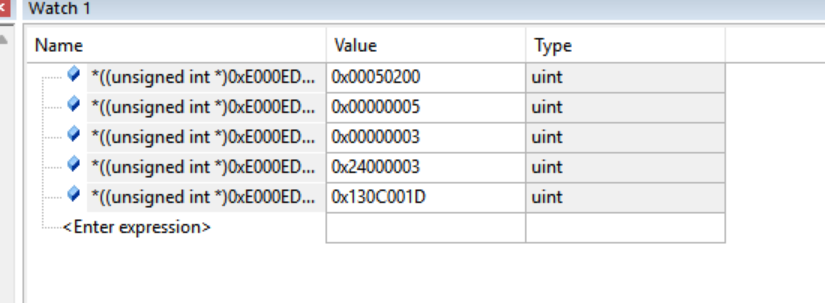 Watch 1
Name Value Type
*((unsigned int *)0xE000ED... 0x00050200 uint
*((unsigned int *)0xE000ED... 0x00000005 uint
*((unsigned int *)0xE000ED... 0x00000003 uint
*((unsigned int *)0xE000ED... 0x24000003 uint
*((unsigned int *)0xE000ED... 0x130C001D uint
<Enter expression>